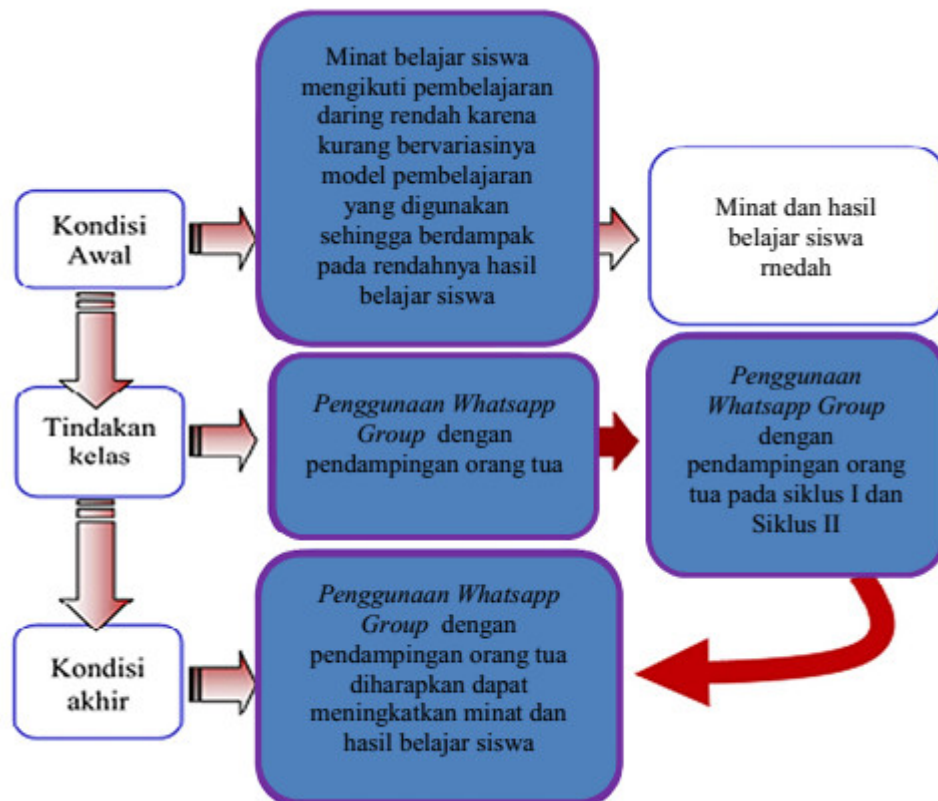 Kondisi
Awal
Minat belajar siswa
mengikuti pembelajaran
daring rendah karena
kurang bervariasinya
model pembelajaran
yang digunakan
sehingga berdampak
pada rendahnya hasil
belajar siswa
Minat dan hasil
belajar siswa
rnedah
Tindakan
kelas
Penggunaan Whatsapp
Group dengan
pendampingan orang tua
Penggunaan
Whatsapp Group
dengan
pendampingan orang
tua pada siklus I dan
Siklus II
Kondisi
akhir
Penggunaan Whatsapp
Group dengan
pendampingan orang tua
diharapkan dapat
meningkatkan minat dan
hasil belajar siswa